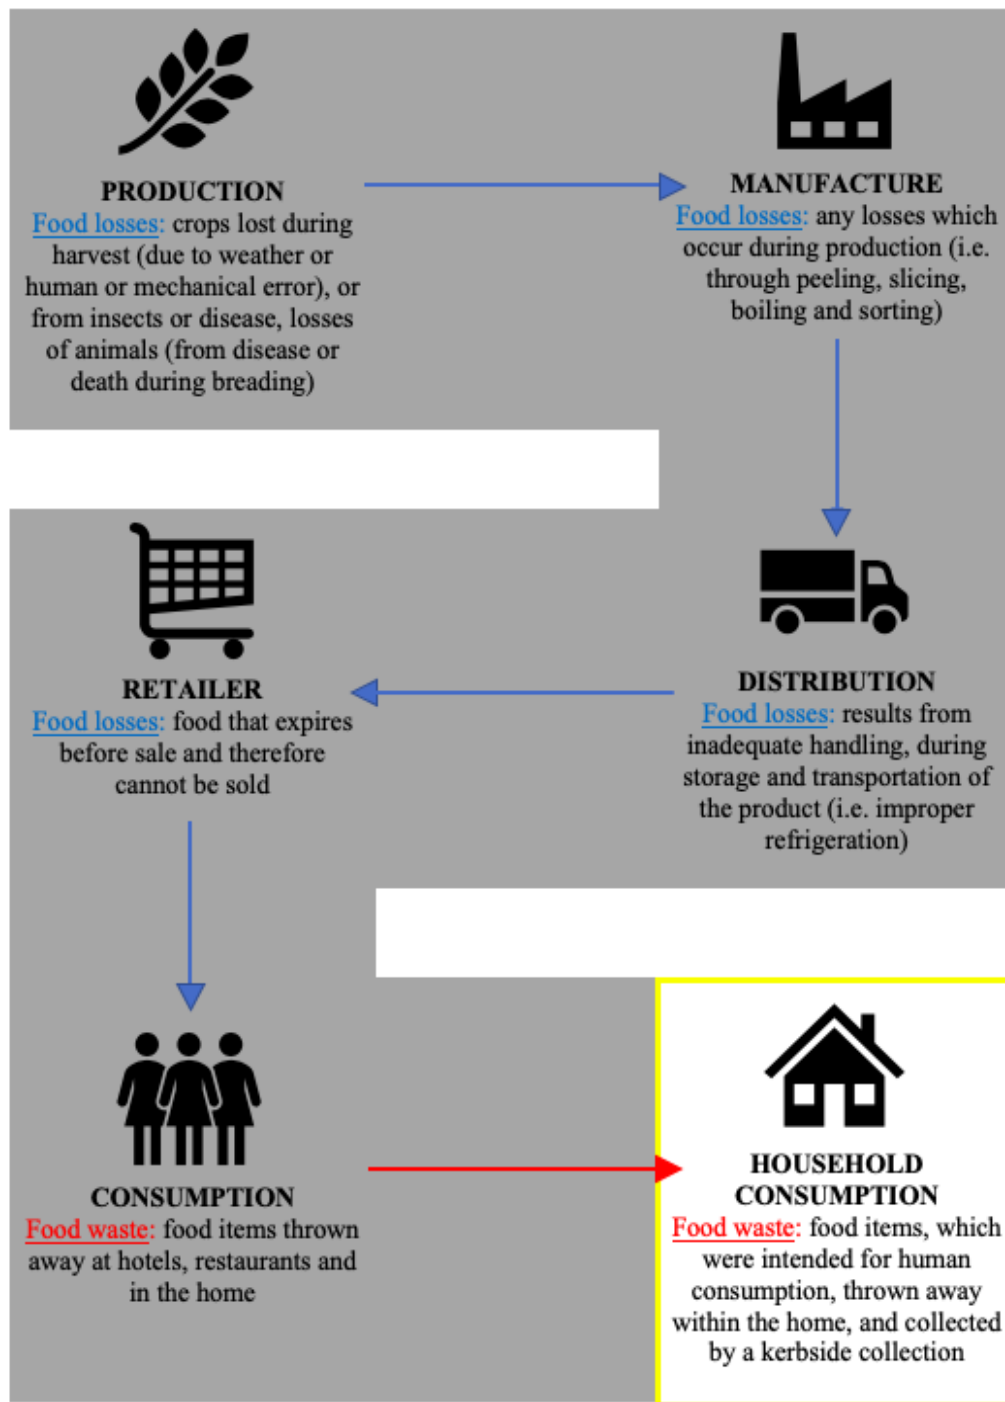 PRODUCTION
Food losses: crops lost during
harvest (due to weather or
human or mechanical error), or
from insects or disease, losses
of animals (from disease or
death during breading)
MANUFACTURE
Food losses: any losses which
occur during production (i.e.
through peeling, slicing,
boiling and sorting)
DISTRIBUTION
Food losses: results from
inadequate handling, during
storage and transportation of
the product (i.e. improper
refrigeration)
RETAILER
Food losses: food that expires
before sale and therefore
cannot be sold
CONSUMPTION
Food waste: food items thrown
away at hotels, restaurants and
in the home
HOUSEHOLD
CONSUMPTION
Food waste: food items, which
were intended for human
consumption, thrown away
within the home, and collected
by a kerbside collection